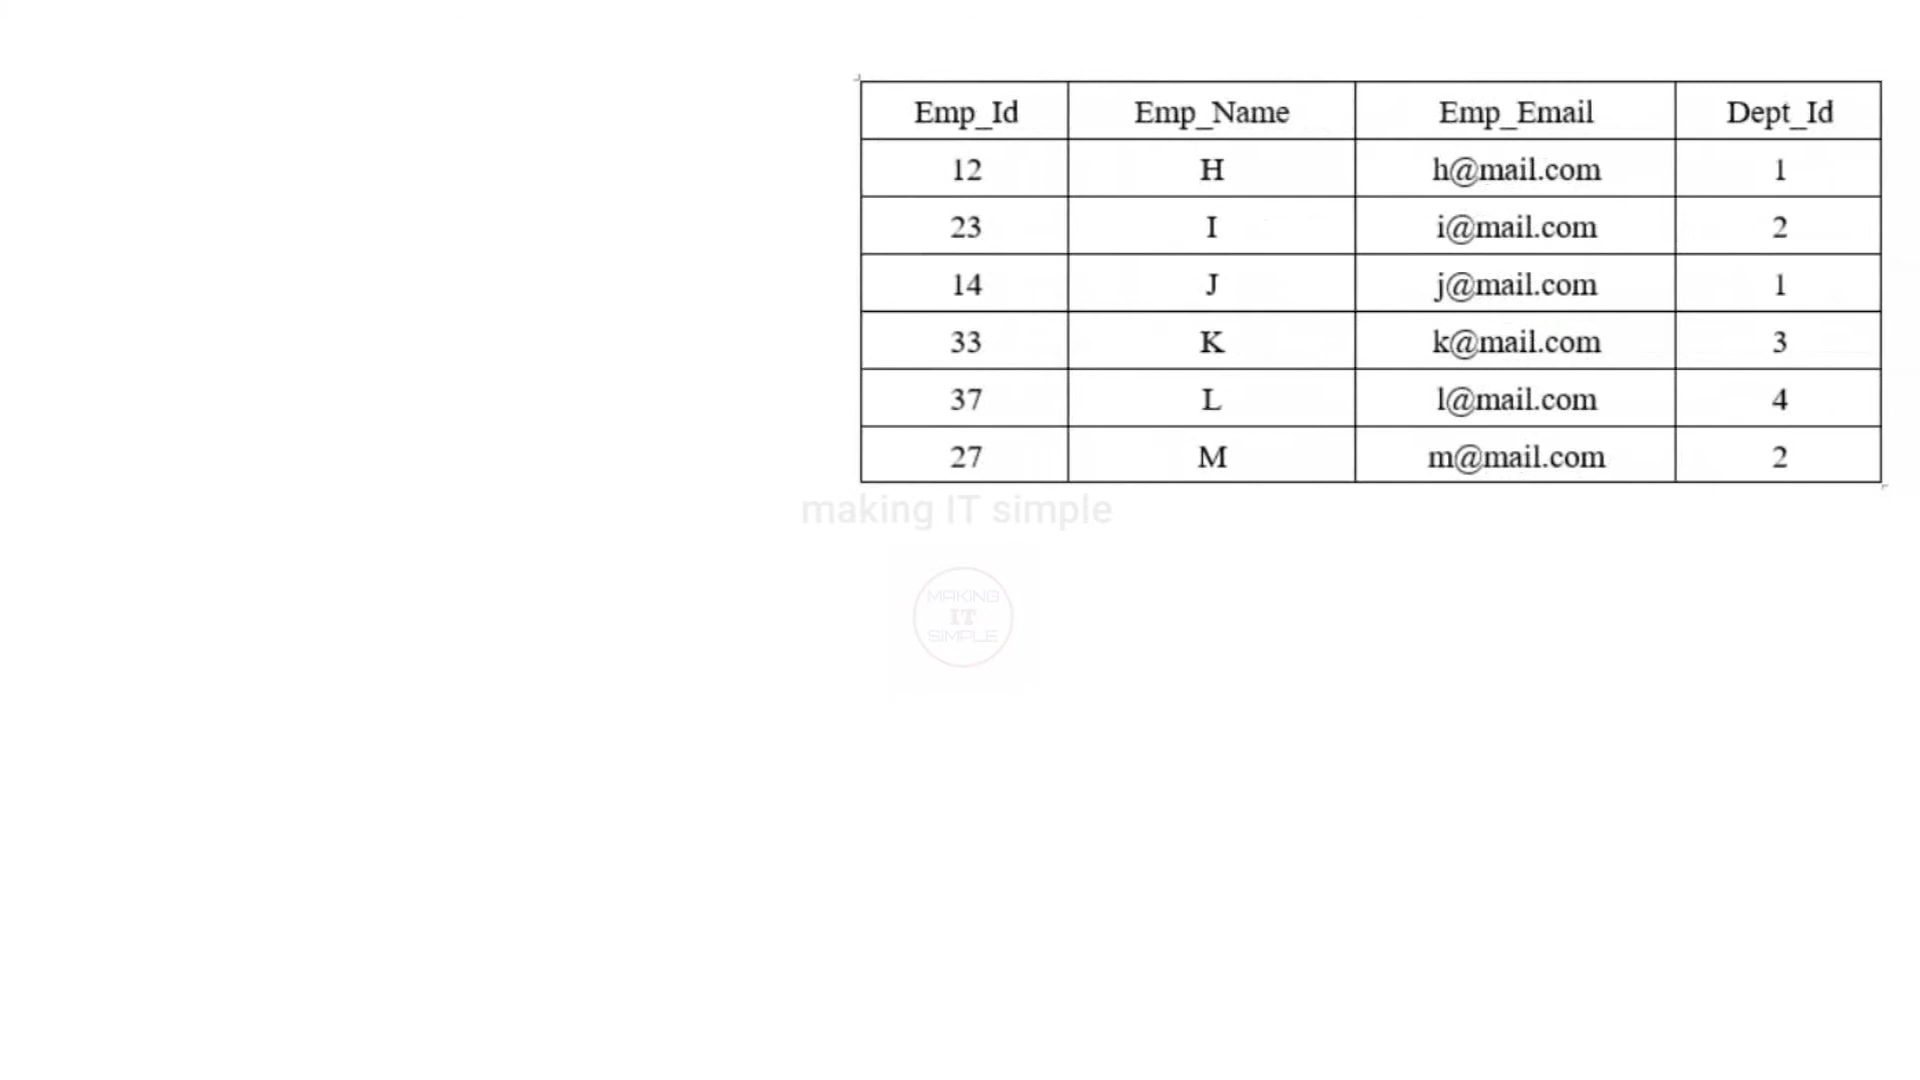 Emp_Id Emp_Name Emp_Email Dept_Id
12 H h@mail.com 1
23 I i@mail.com 2
14 J j@mail.com 1
33 K k@mail.com 3
37 L l@mail.com 4
27 M m@mail.com 2
making IT simple
MAKING
IT
SIMPLE